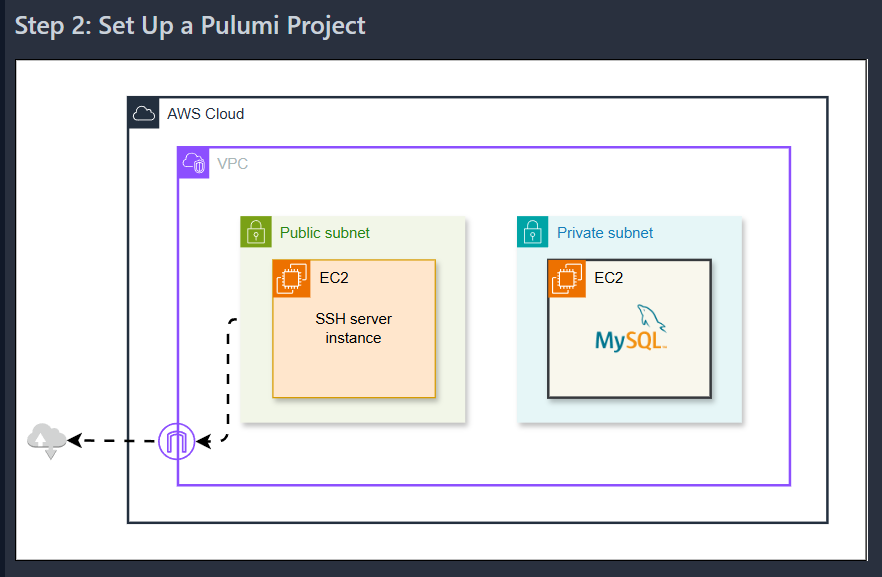 Step 2: Set Up a Pulumi Project
AWS Cloud
VPC
Public subnet
Private subnet
EC2
EC2
SSH server
instance
MySQL